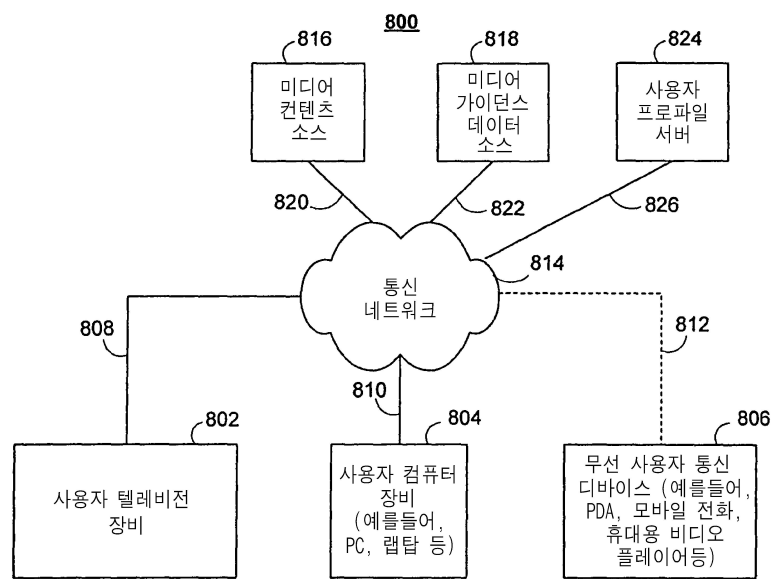 800
816
818
824
미디어
컨텐츠
소스
미디어
가이던스
데이터
소스
사용자
프로파일
서버
820
822
826
통신
네트워크
814
808
812
810
802
804
806
사용자 텔레비전
장비
사용자 컴퓨터
장비
(예를들어,
PC, 랩탑 등)
무선 사용자 통신
디바이스 (예를들어,
PDA, 모바일 전화,
휴대용 비디오
플레이어등)